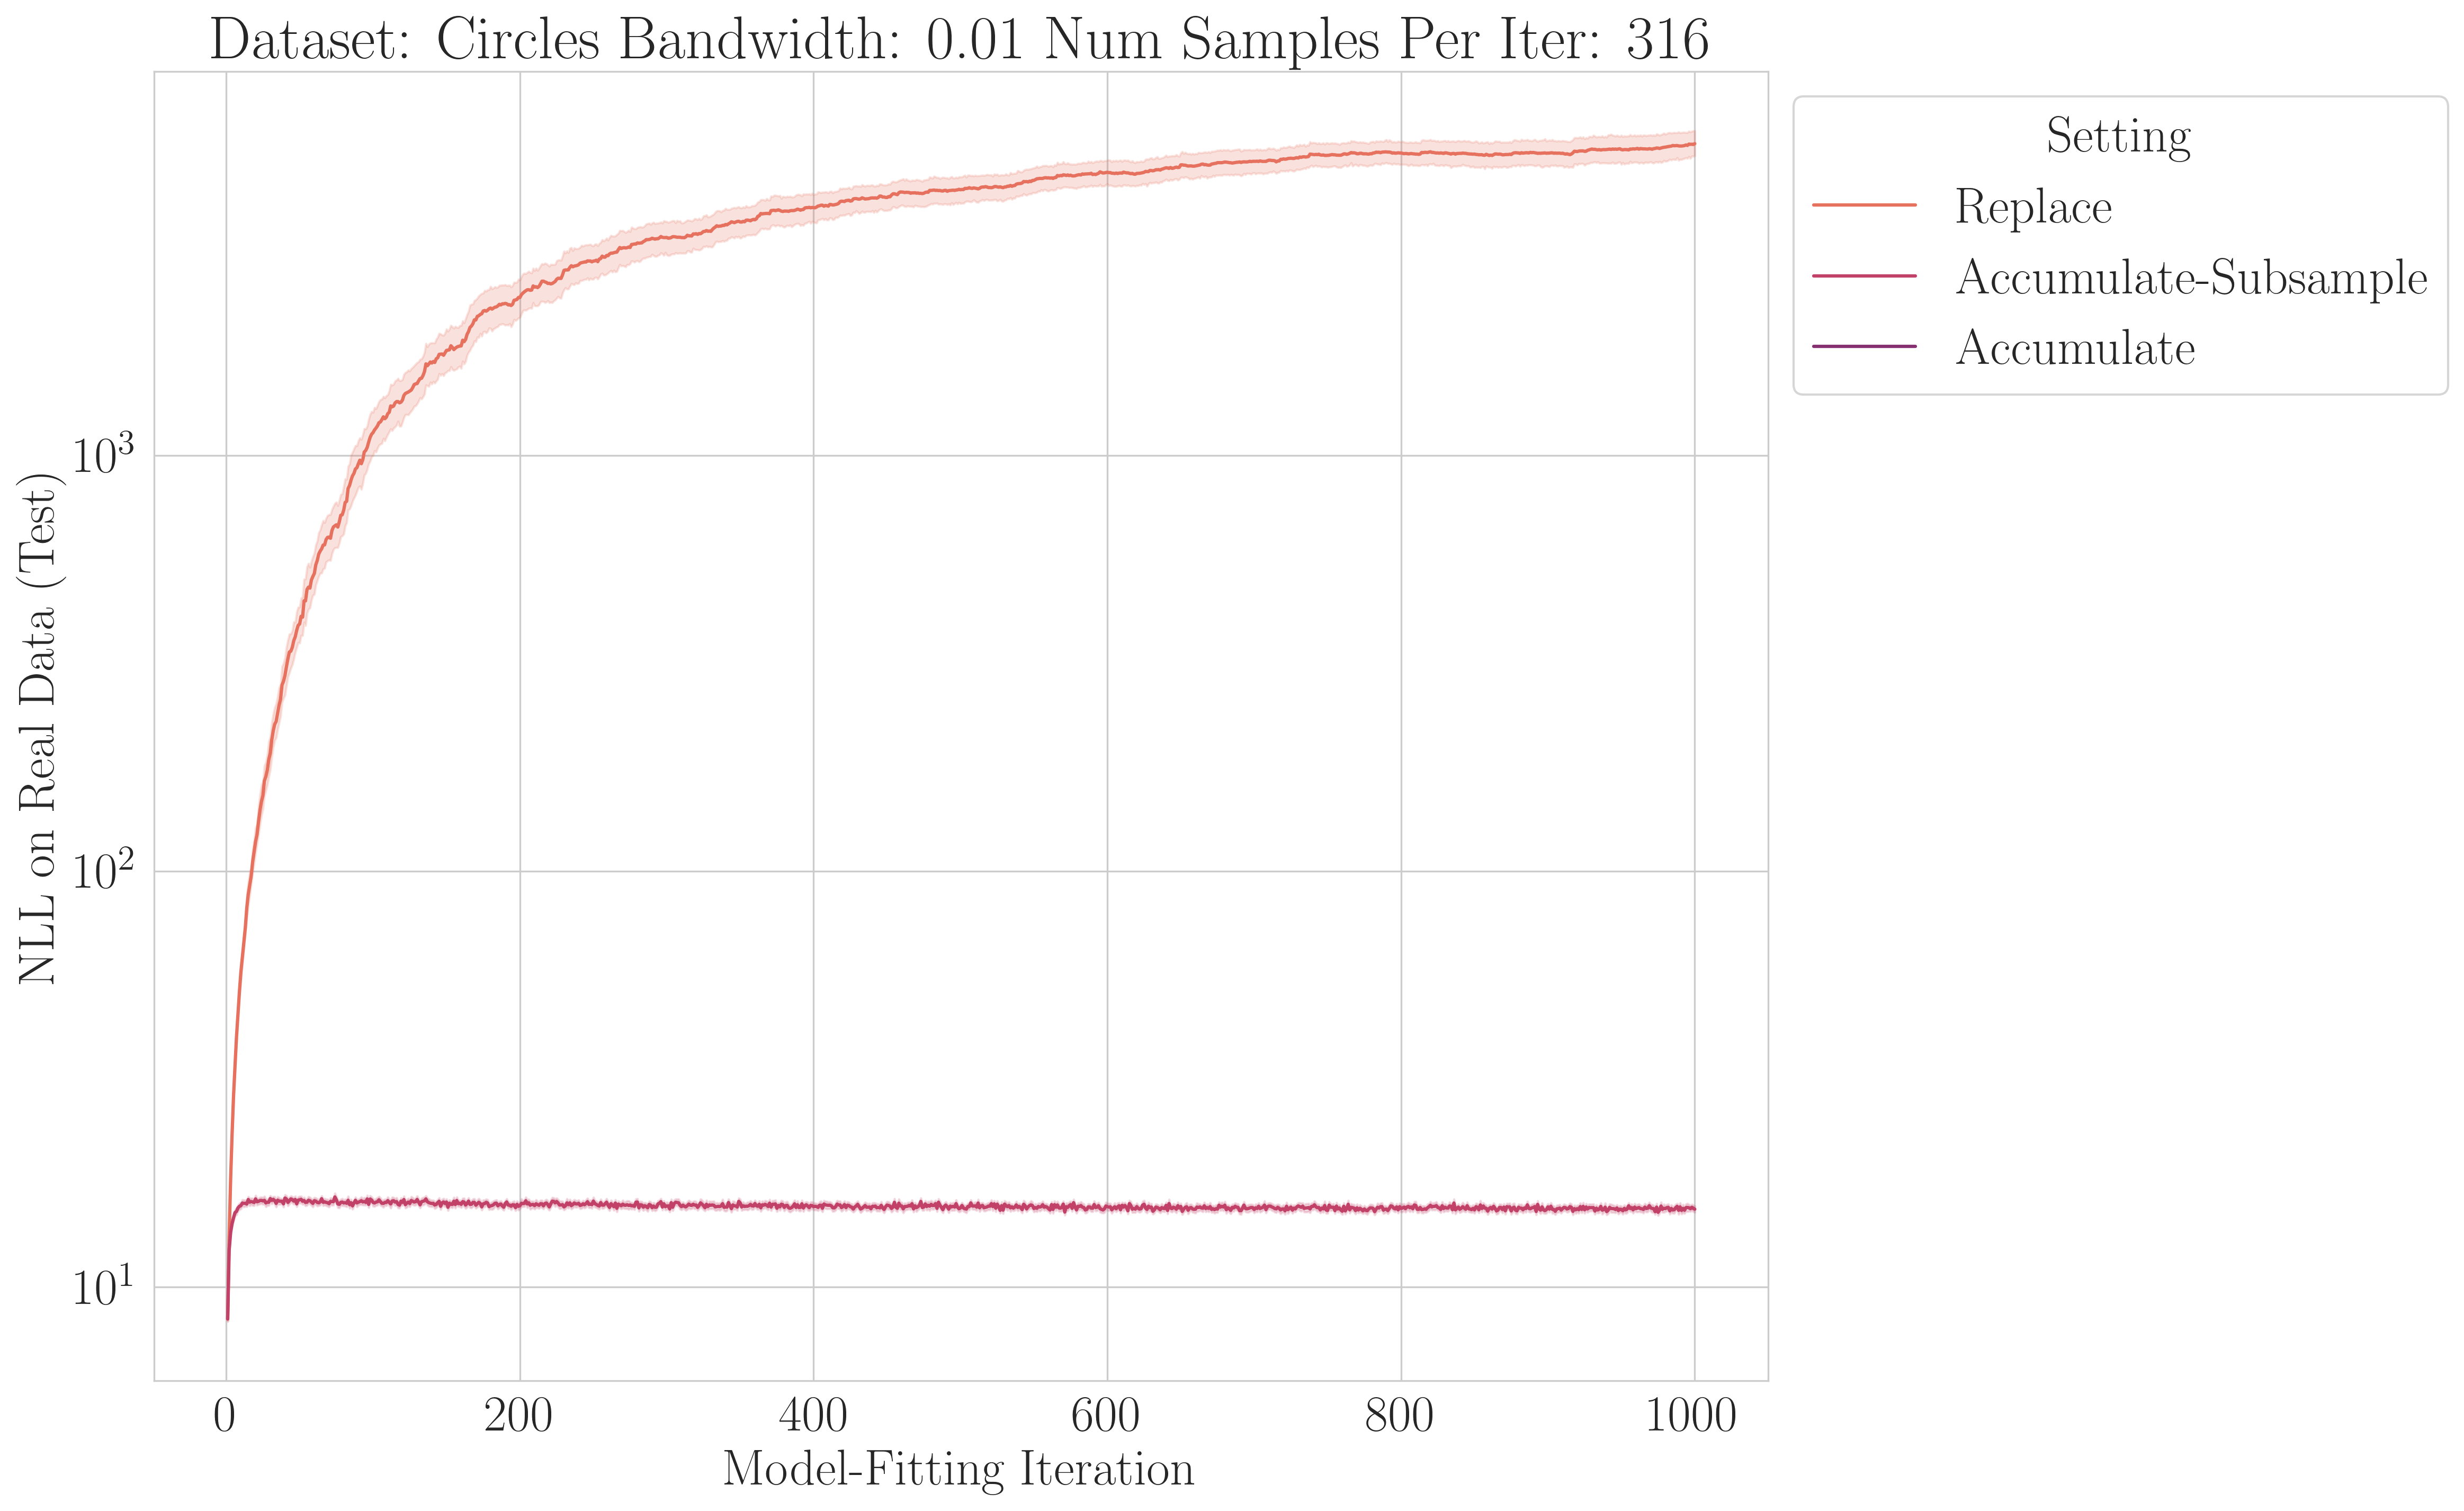 Dataset: Circles Bandwidth: 0.01 Num Samples Per Iter: 316
NLL on Real Data (Test)
10^3
10^2
10^1
0 200 400 600 800 1000
Model-Fitting Iteration
Setting
Replace
Accumulate-Subsample
Accumulate